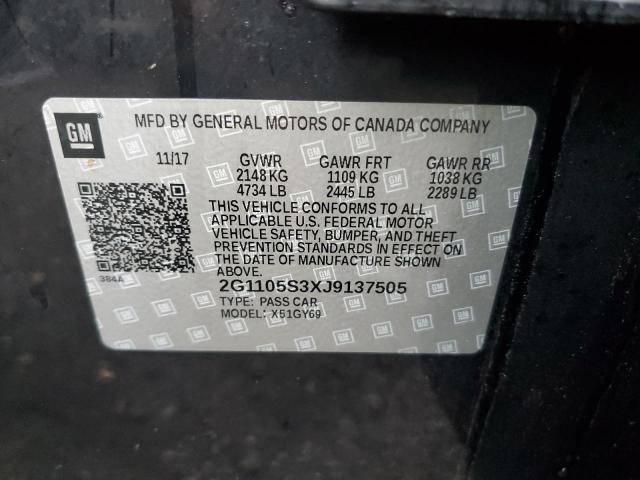 GM
MFD BY GENERAL MOTORS OF CANADA COMPANY
11/17 GVWR GAWR FRT GAWR RR
2148 KG 1109 KG 1038 KG
4734 LB 2445 LB 2289 LB
THIS VEHICLE CONFORMS TO ALL
APPLICABLE U.S. FEDERAL MOTOR
VEHICLE SAFETY, BUMPER, AND THEFT
PREVENTION STANDARDS IN EFFECT ON
THE DATE OF MANUFACTURE SHOWN
ABOVE.
384A
2G1105S3XJ9137505
TYPE: PASS CAR
MODEL: X51GY69